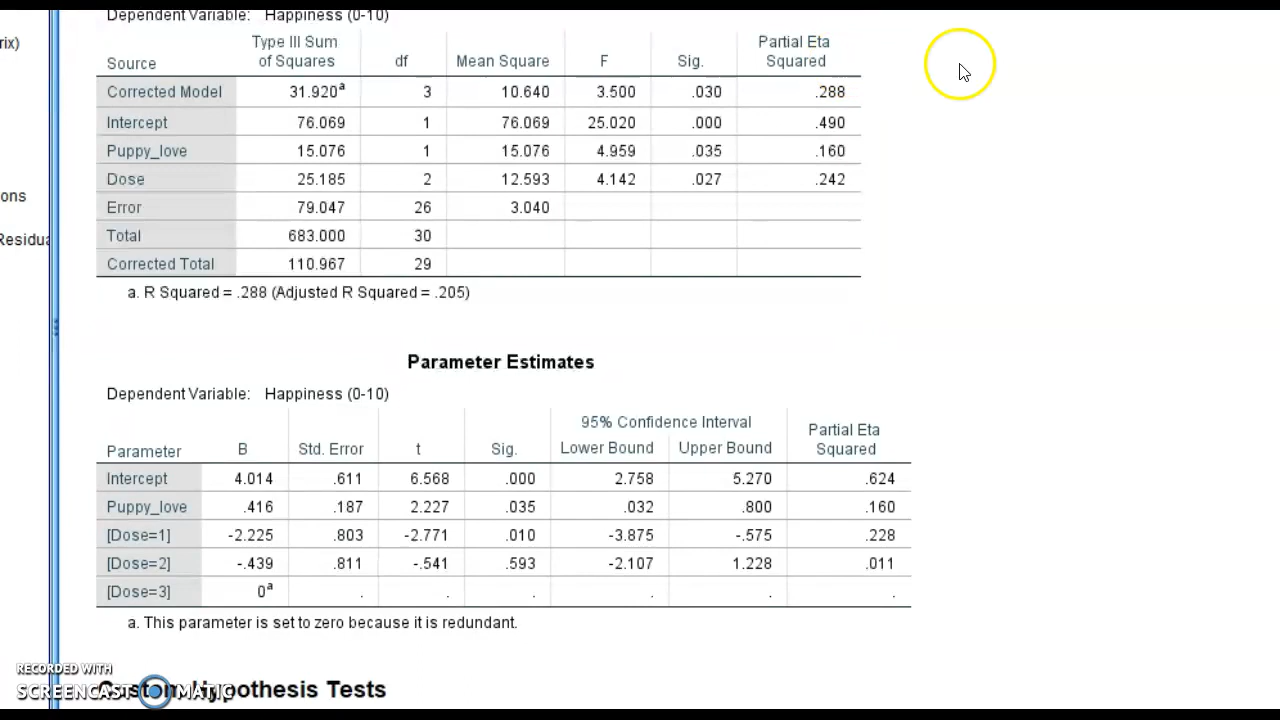 Dependent Variable: Happiness (0-10)
rix)
Source Type III Sum of Squares df Mean Square F Sig. Partial Eta Squared
Corrected Model 31.920a 3 10.640 3.500 .030 .288
Intercept 76.069 1 76.069 25.020 .000 .490
Puppy_love 15.076 1 15.076 4.959 .035 .160
Dose 25.185 2 12.593 4.142 .027 .242
ons
Error 79.047 26 3.040
Total 683.000 30
Residua
Corrected Total 110.967 29
a. R Squared = .288 (Adjusted R Squared = .205)
Parameter Estimates
Dependent Variable: Happiness (0-10)
95% Confidence Interval
Parameter B Std. Error t Sig. Lower Bound Upper Bound Partial Eta Squared
Intercept 4.014 .611 6.568 .000 2.758 5.270 .624
Puppy_love .416 .187 2.227 .035 .032 .800 .160
[Dose=1] -2.225 .803 -2.771 .010 -3.875 -.575 .228
[Dose=2] -.439 .811 -.541 .593 -2.107 1.228 .011
[Dose=3] 0a . . . . . .
a. This parameter is set to zero because it is redundant.
RECORDED WITH
SCREENCAST-O-MATIC
Custom Hypothesis Tests